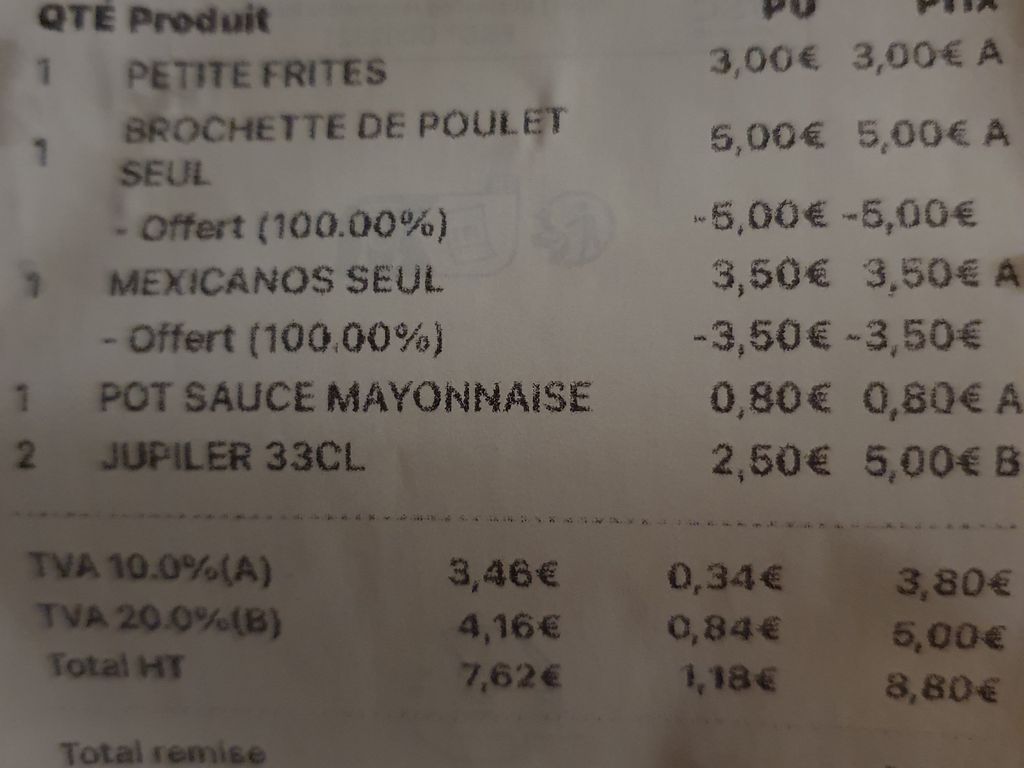 QTÉ Produit PU Prix
1 PETITE FRITES 3,00€ 3,00€ A
1 BROCHETTE DE POULET SEUL 5,00€ 5,00€ A
- Offert (100.00%) -5,00€ -5,00€
1 MEXICANOS SEUL 3,50€ 3,50€ A
- Offert (100.00%) -3,50€ -3,50€
1 POT SAUCE MAYONNAISE 0,80€ 0,80€ A
2 JUPILER 33CL 2,50€ 5,00€ B
TVA 10.0%(A) 3,46€ 0,34€ 3,80€
TVA 20.0%(B) 4,16€ 0,84€ 5,00€
Total HT 7,62€ 1,18€ 8,80€
Total remise